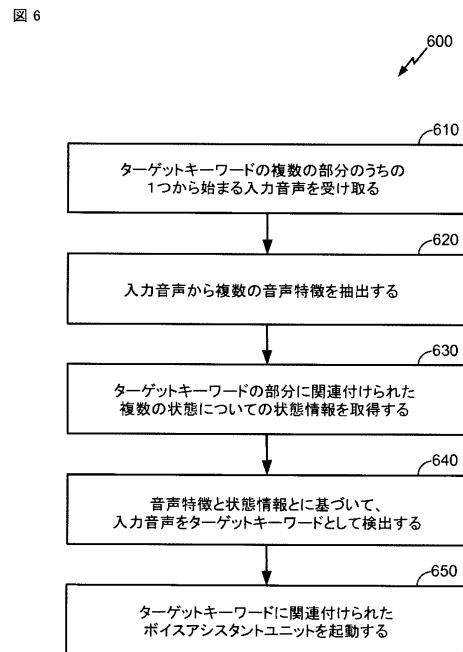 図 6
600
610
ターゲットキーワードの複数の部分のうちの
1つから始まる入力音声を受け取る
620
入力音声から複数の音声特徴を抽出する
630
ターゲットキーワードの部分に関連付けられた
複数の状態についての状態情報を取得する
640
音声特徴と状態情報とに基づいて、
入力音声をターゲットキーワードとして検出する
650
ターゲットキーワードに関連付けられた
ボイスアシスタントユニットを起動する